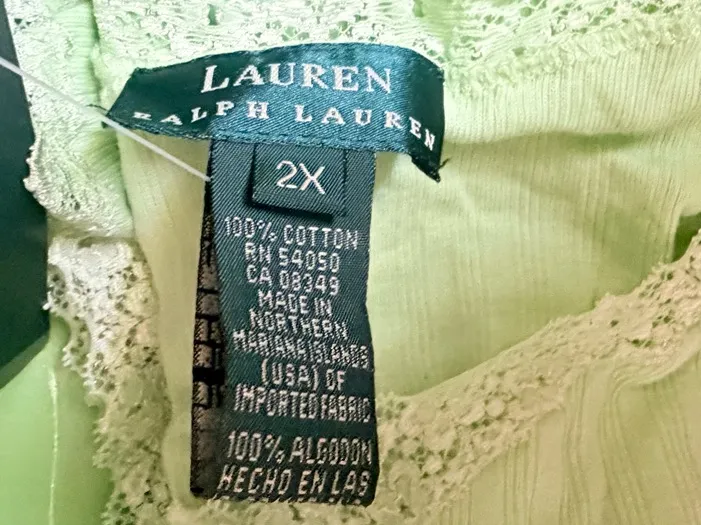 LAUREN
RALPH LAUREN
2X
100% COTTON
RN 54050
CA 08349
MADE IN
NORTHERN
MARIANA ISLANDS
(USA) OF
IMPORTED FABRIC
100% ALGODON
HECHO EN LAS